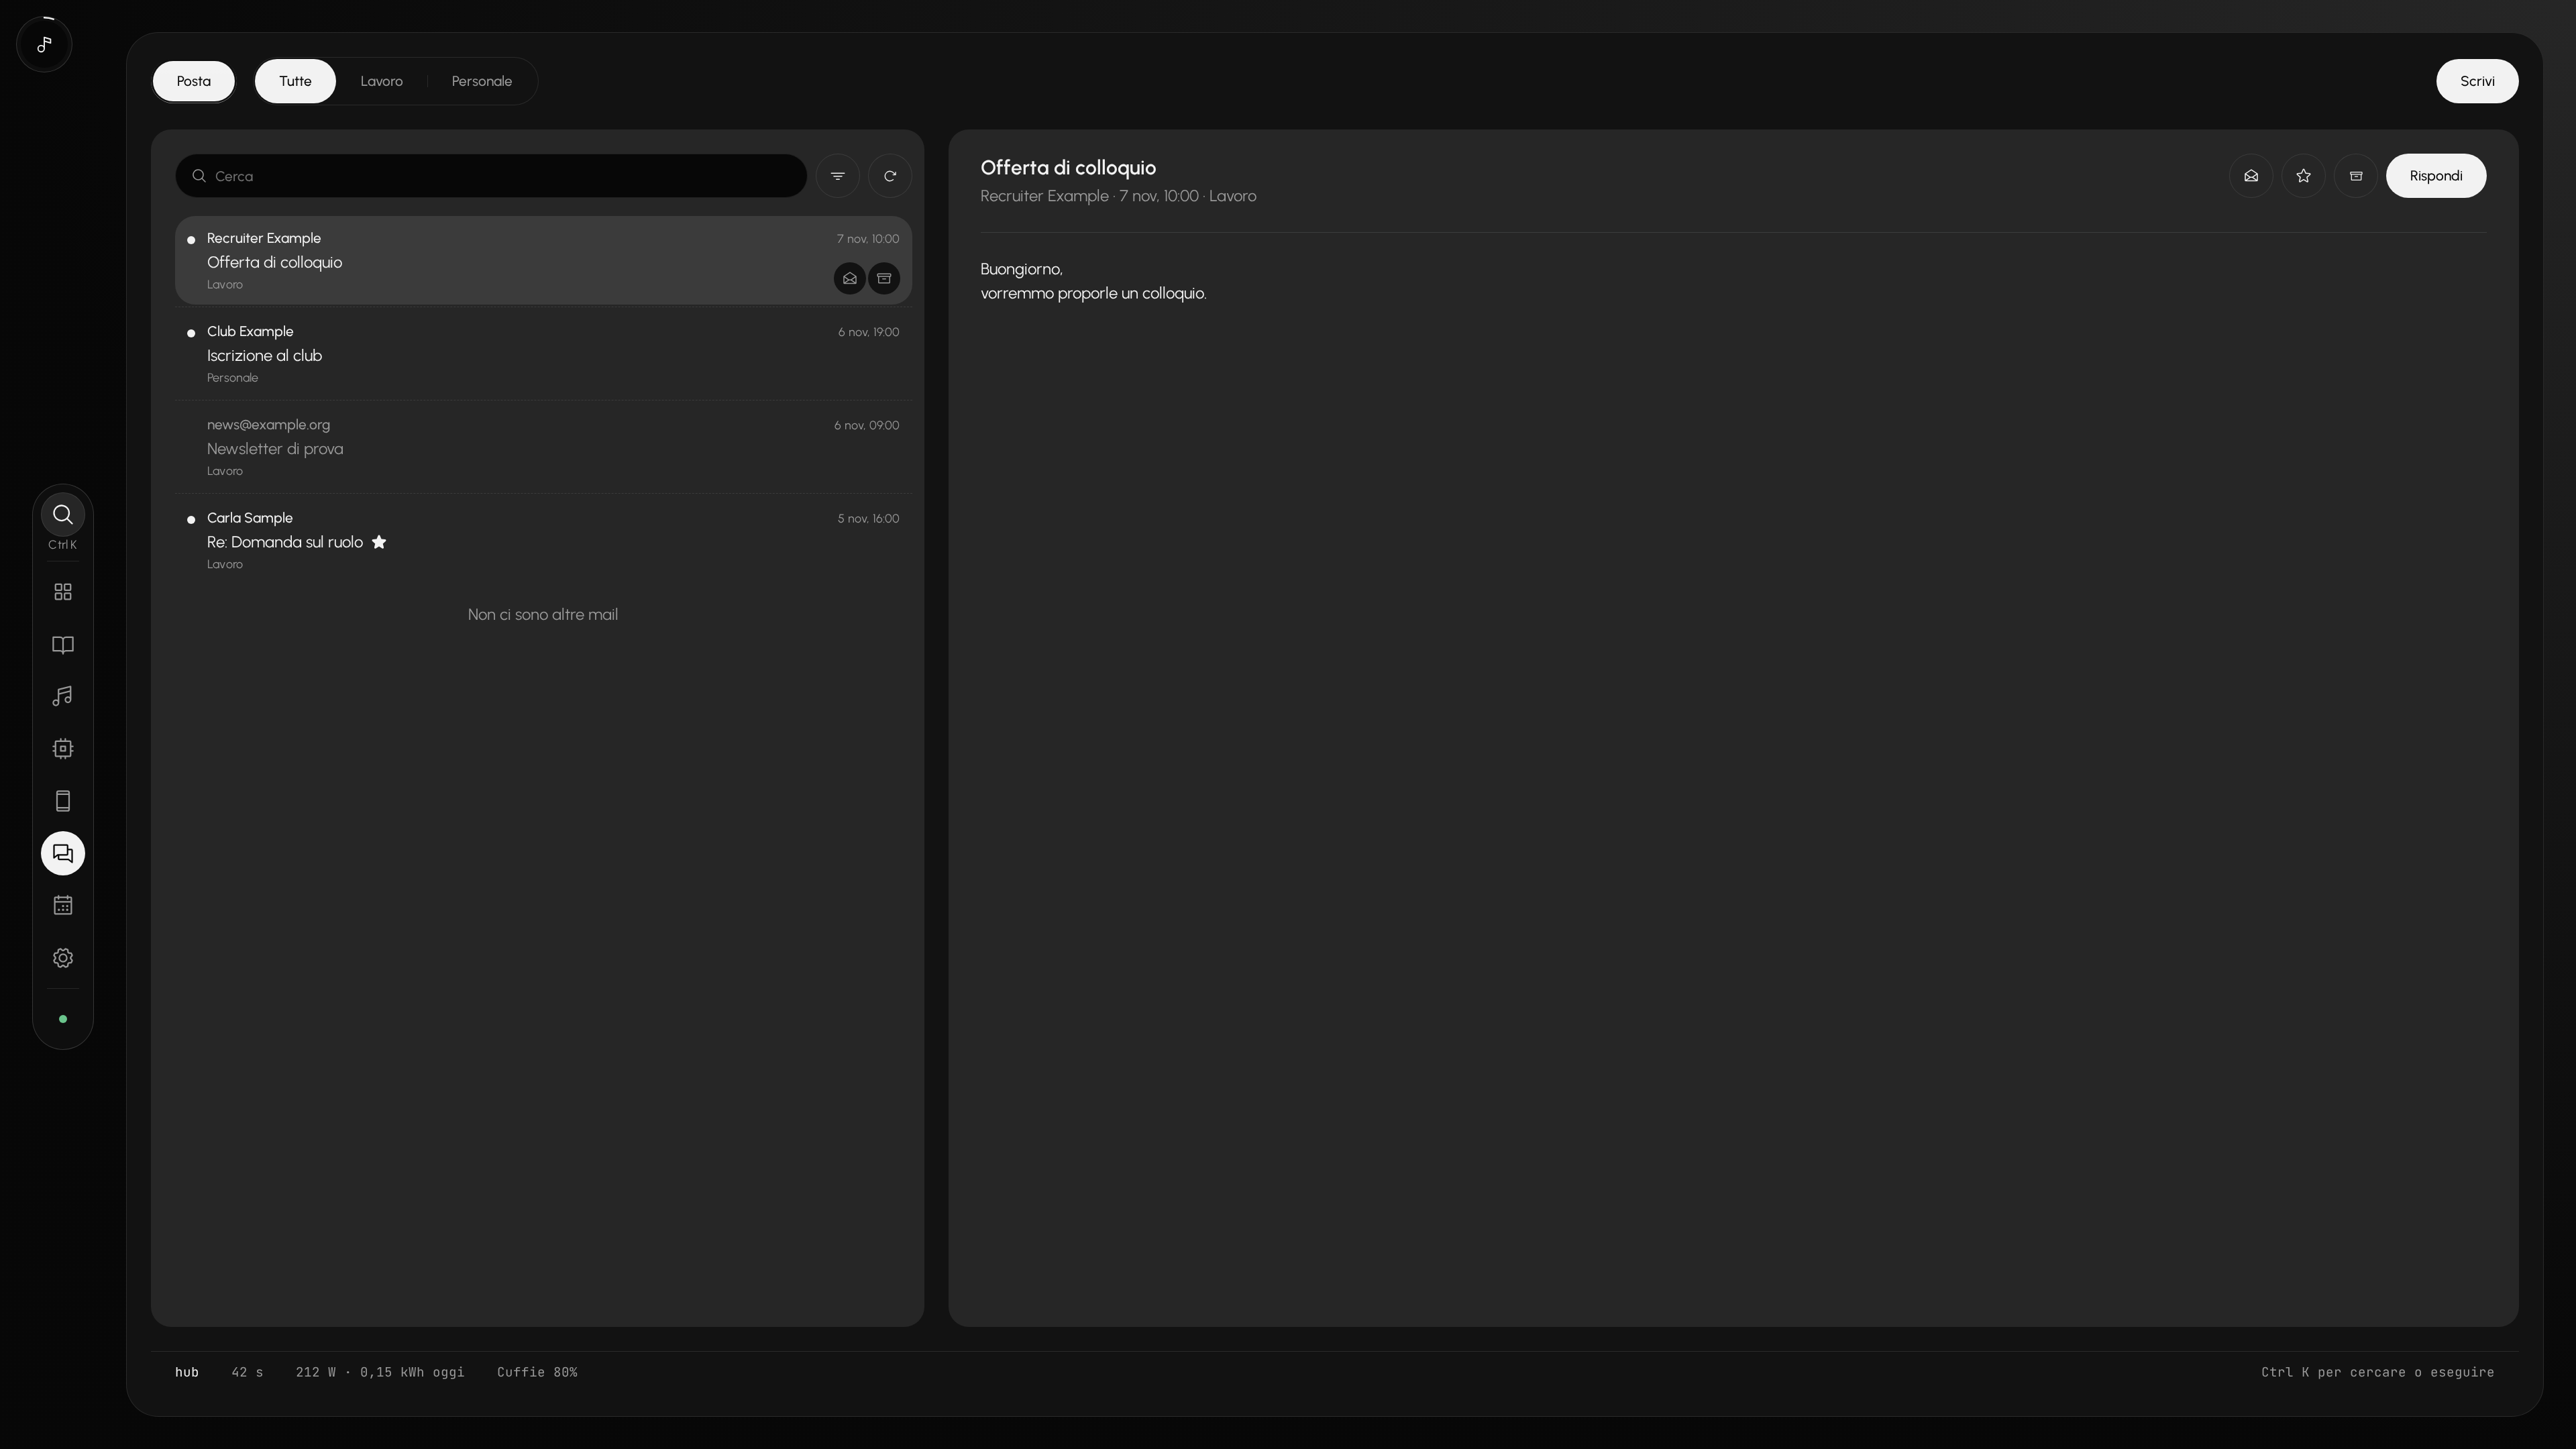 Posta
Tutte
Lavoro
Personale
Scrivi
Cerca
Recruiter Example
7 nov, 10:00
Offerta di colloquio
Lavoro
Club Example
6 nov, 19:00
Iscrizione al club
Personale
news@example.org
6 nov, 09:00
Newsletter di prova
Lavoro
Carla Sample
5 nov, 16:00
Re: Domanda sul ruolo
Lavoro
Non ci sono altre mail
Offerta di colloquio
Recruiter Example · 7 nov, 10:00 · Lavoro
Rispondi
Buongiorno,
vorremmo proporle un colloquio.
Ctrl K
hub
42 s
212 W · 0,15 kWh oggi
Cuffie 80%
Ctrl K per cercare o eseguire